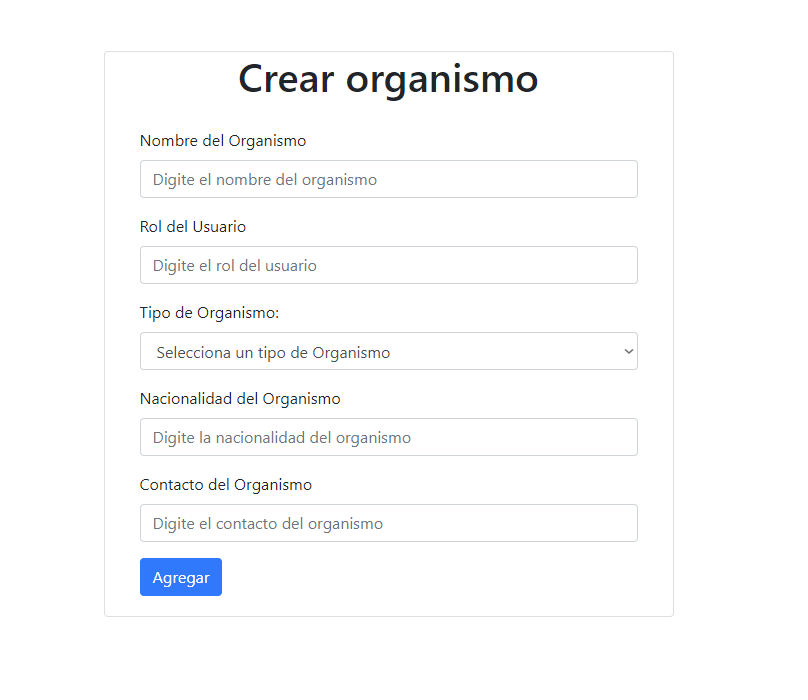 Crear organismo
Nombre del Organismo
Digite el nombre del organismo
Rol del Usuario
Digite el rol del usuario
Tipo de Organismo:
Selecciona un tipo de Organismo
Nacionalidad del Organismo
Digite la nacionalidad del organismo
Contacto del Organismo
Digite el contacto del organismo
Agregar